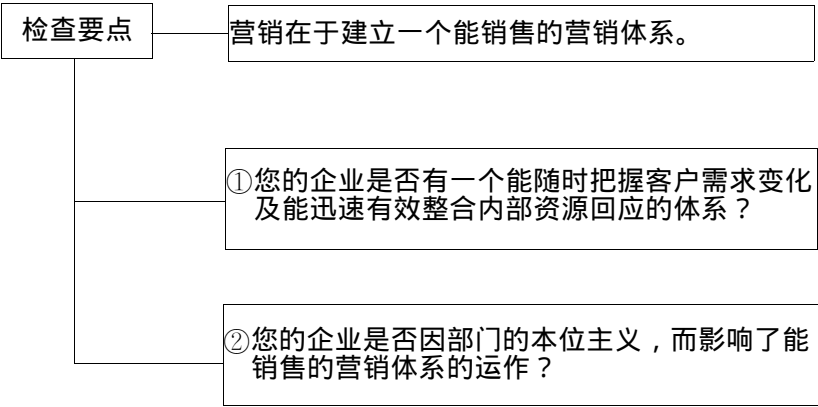 检查要点
营销在于建立一个能销售的营销体系。
①您的企业是否有一个能随时把握客户需求变化
及能迅速有效整合内部资源回应的体系？
②您的企业是否因部门的本位主义，而影响了能
销售的营销体系的运作？